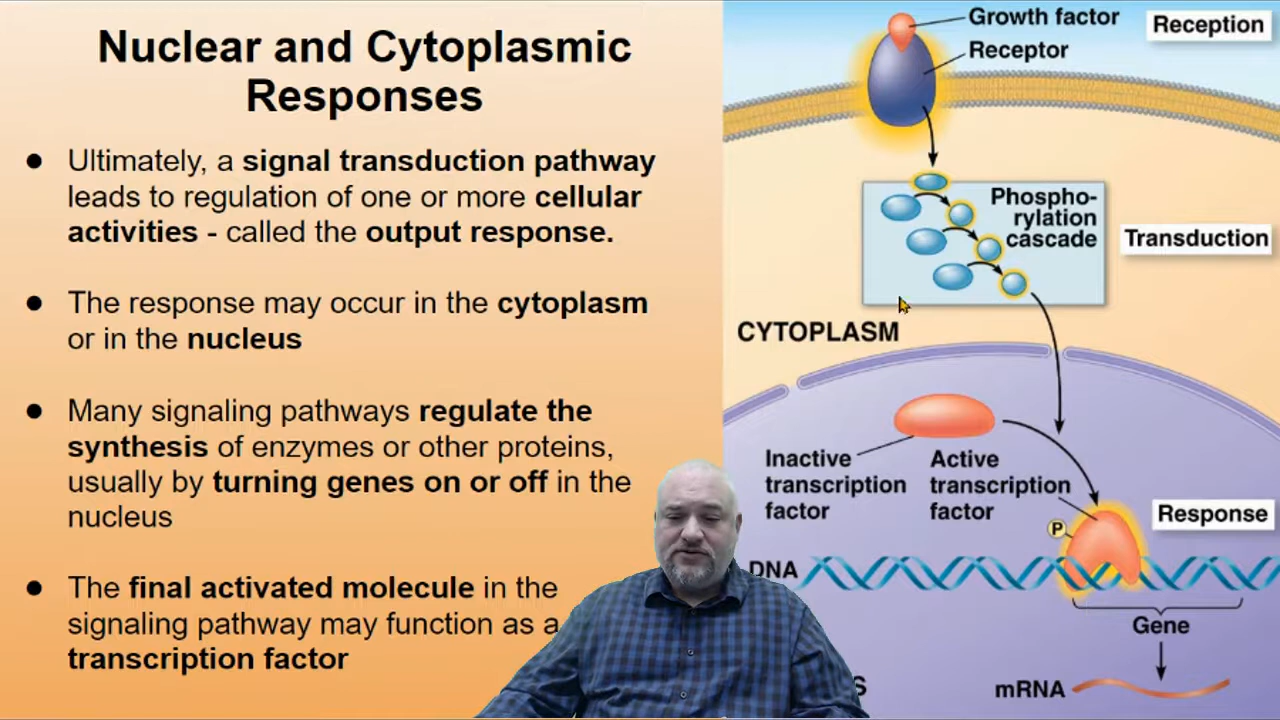 Nuclear and Cytoplasmic
Responses
● Ultimately, a signal transduction pathway
leads to regulation of one or more cellular
activities - called the output response.
● The response may occur in the cytoplasm
or in the nucleus
● Many signaling pathways regulate the
synthesis of enzymes or other proteins,
usually by turning genes on or off in the
nucleus
● The final activated molecule in the
signaling pathway may function as a
transcription factor
Growth factor
Reception
Receptor
Phospho-
rylation
cascade
Transduction
CYTOPLASM
Inactive
transcription
factor
Active
transcription
factor
P
Response
DNA
Gene
S
mRNA